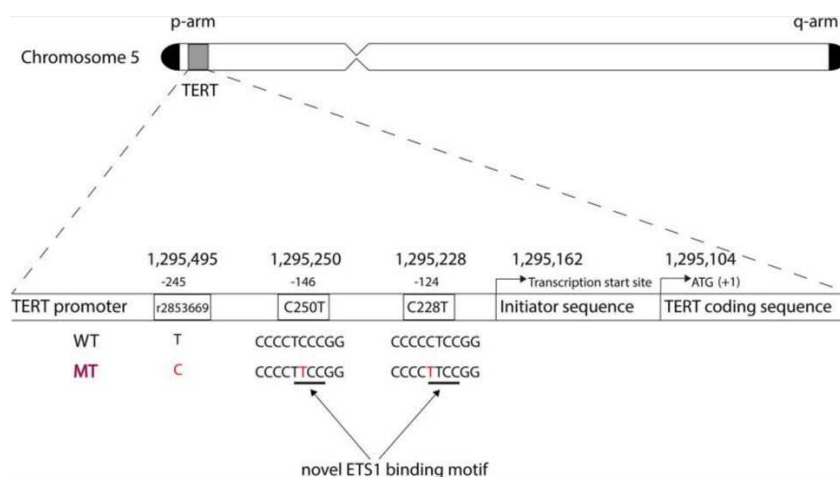 p-arm q-arm
Chromosome 5
TERT
1,295,495 1,295,250 1,295,228 1,295,162 1,295,104
-245 -146 -124 Transcription start site ATG (+1)
TERT promoter r2853669 C250T C228T Initiator sequence TERT coding sequence
WT T CCCCTCCCGG CCCCCTCCGG
MT C CCCCTTCCGG CCCCTTCCGG
novel ETS1 binding motif